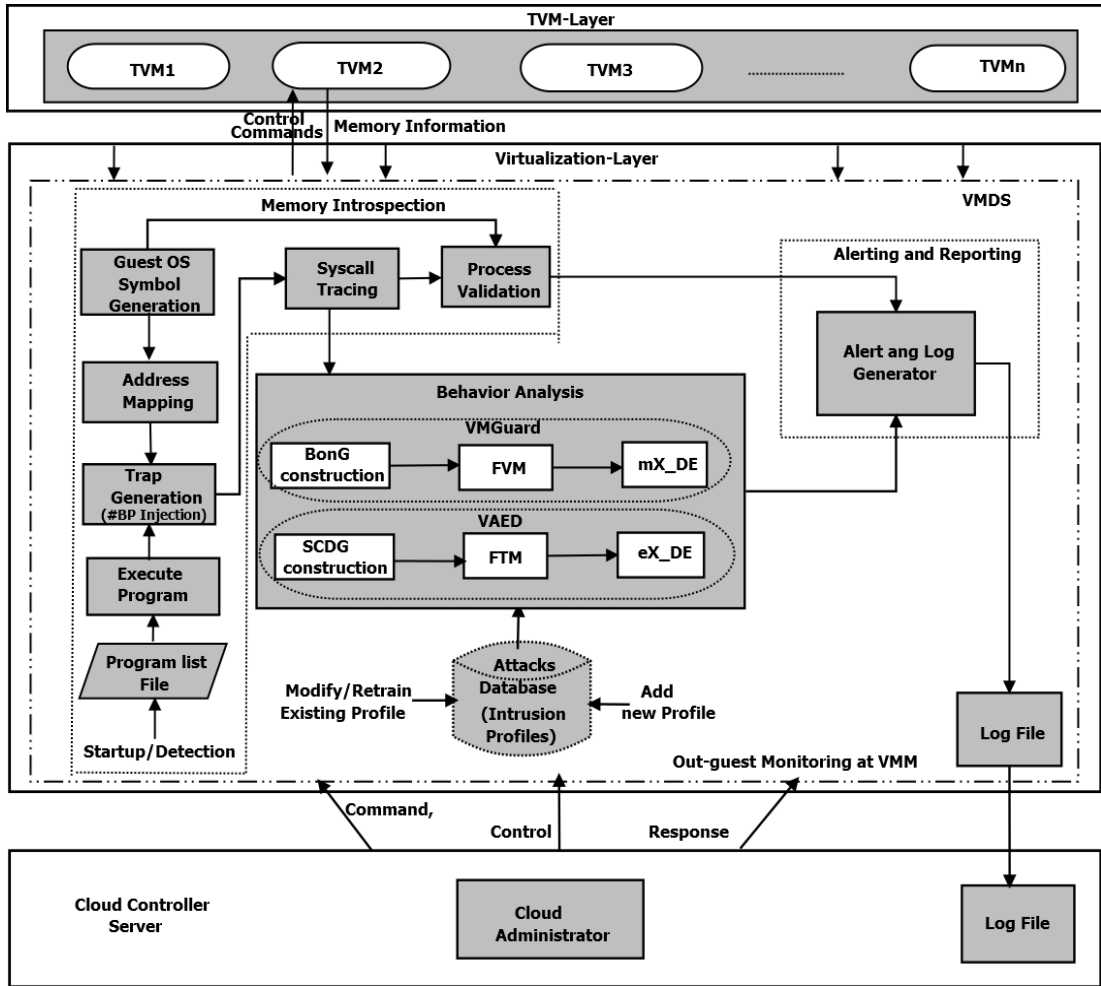 TVM-Layer
TVM1
TVM2
TVM3
....................
TVMn
Control
Commands
Memory Information
Virtualization-Layer
VMDS
Memory Introspection
Guest OS
Symbol
Generation
Syscall
Tracing
Process
Validation
Alerting and Reporting
Address
Mapping
Alert ang Log
Generator
Behavior Analysis
VMGuard
BonG
construction
FVM
mX_DE
Trap
Generation
(#BP Injection)
VAED
SCDG
construction
FTM
eX_DE
Execute
Program
Program list
File
Startup/Detection
Attacks
Database
(Intrusion
Profiles)
Modify/Retrain
Existing Profile
Add
new Profile
Log File
Out-guest Monitoring at VMM
Command,
Control
Response
Cloud Controller
Server
Cloud
Administrator
Log File